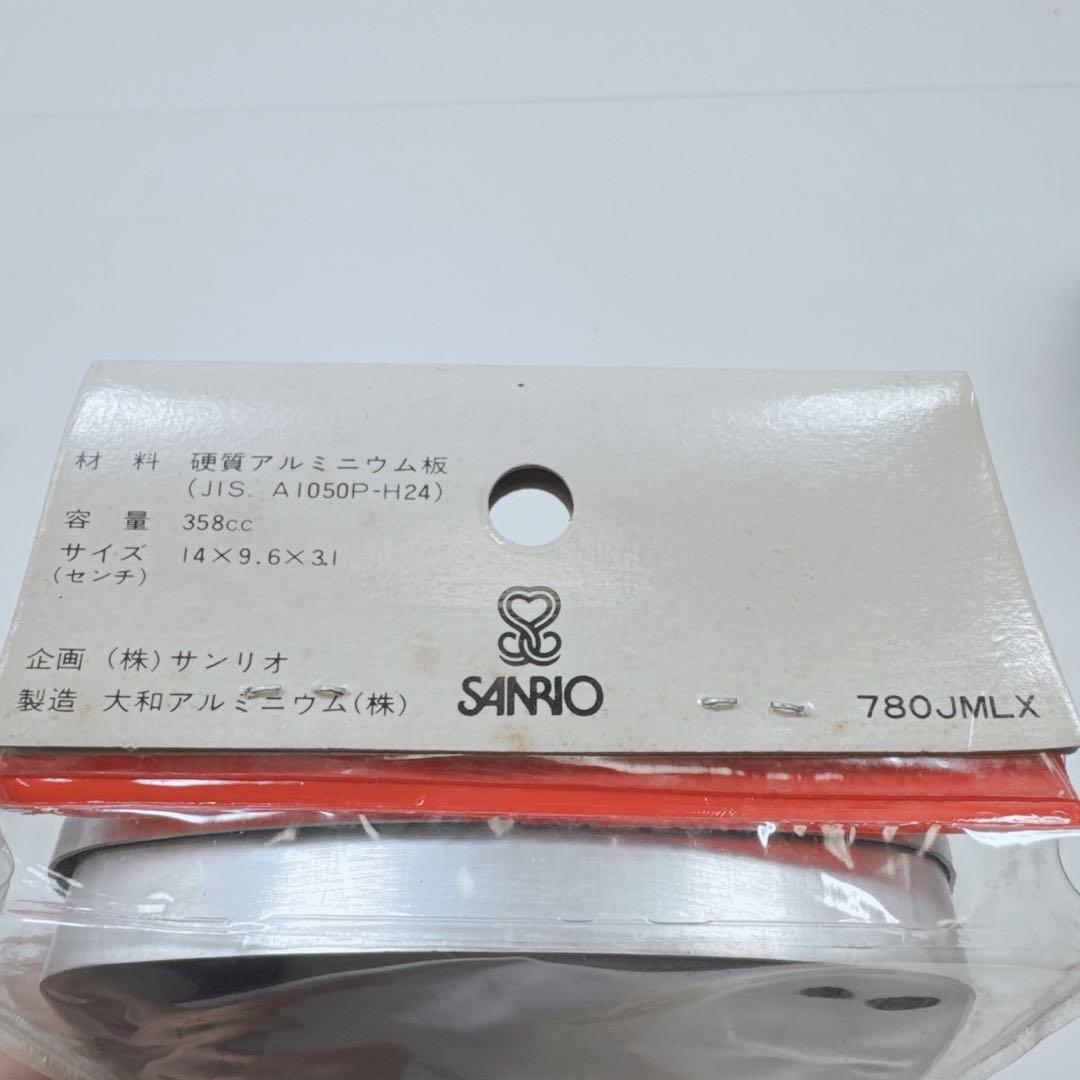 材料 硬質アルミニウム板
(JIS. A1050P-H24)
容量 358cc
サイズ 14×9.6×3.1
(センチ)
企画 (株)サンリオ
製造 大和アルミニウム(株)
SANRIO
780JMLX